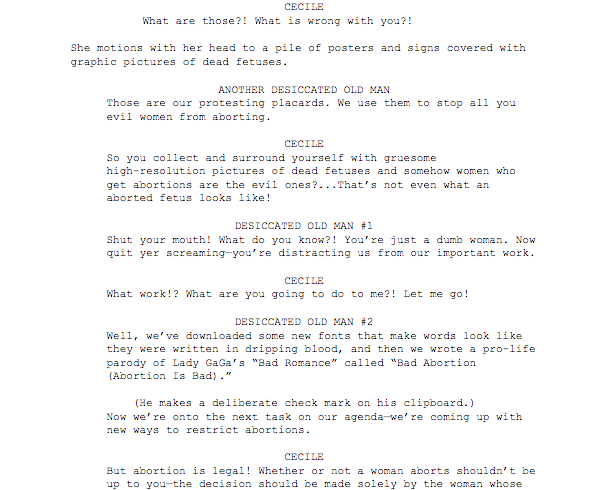 CECILE
What are those?! What is wrong with you?!
She motions with her head to a pile of posters and signs covered with
graphic pictures of dead fetuses.
ANOTHER DESICCATED OLD MAN
Those are our protesting placards. We use them to stop all you
evil women from aborting.
CECILE
So you collect and surround yourself with gruesome
high-resolution pictures of dead fetuses and somehow women who
get abortions are the evil ones?...That’s not even what an
aborted fetus looks like!
DESICCATED OLD MAN #1
Shut your mouth! What do you know?! You’re just a dumb woman. Now
quit yer screaming—you’re distracting us from our important work.
CECILE
What work!? What are you going to do to me?! Let me go!
DESICCATED OLD MAN #2
Well, we’ve downloaded some new fonts that make words look like
they were written in dripping blood, and then we wrote a pro-life
parody of Lady GaGa’s “Bad Romance” called “Bad Abortion
(Abortion Is Bad).”
(He makes a deliberate check mark on his clipboard.)
Now we’re onto the next task on our agenda—we’re coming up with
new ways to restrict abortions.
CECILE
But abortion is legal! Whether or not a woman aborts shouldn’t be
up to you—the decision should be made solely by the woman whose